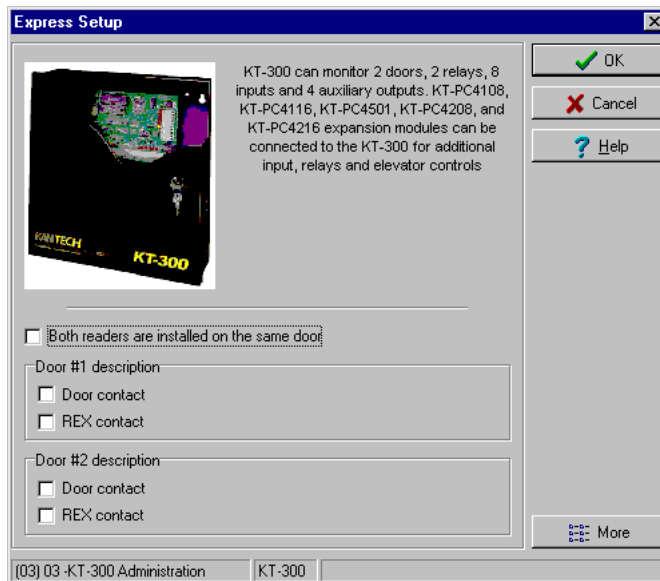 Express Setup
KT-300 can monitor 2 doors, 2 relays, 8
inputs and 4 auxiliary outputs. KT-PC4108,
KT-PC4116, KT-PC4501, KT-PC4208, and
KT-PC4216 expansion modules can be
connected to the KT-300 for additional
input, relays and elevator controls
KANTECH
KT-300
OK
Cancel
Help
Both readers are installed on the same door
Door #1 description
Door contact
REX contact
Door #2 description
Door contact
REX contact
More
(03) 03 -KT-300 Administration
KT-300